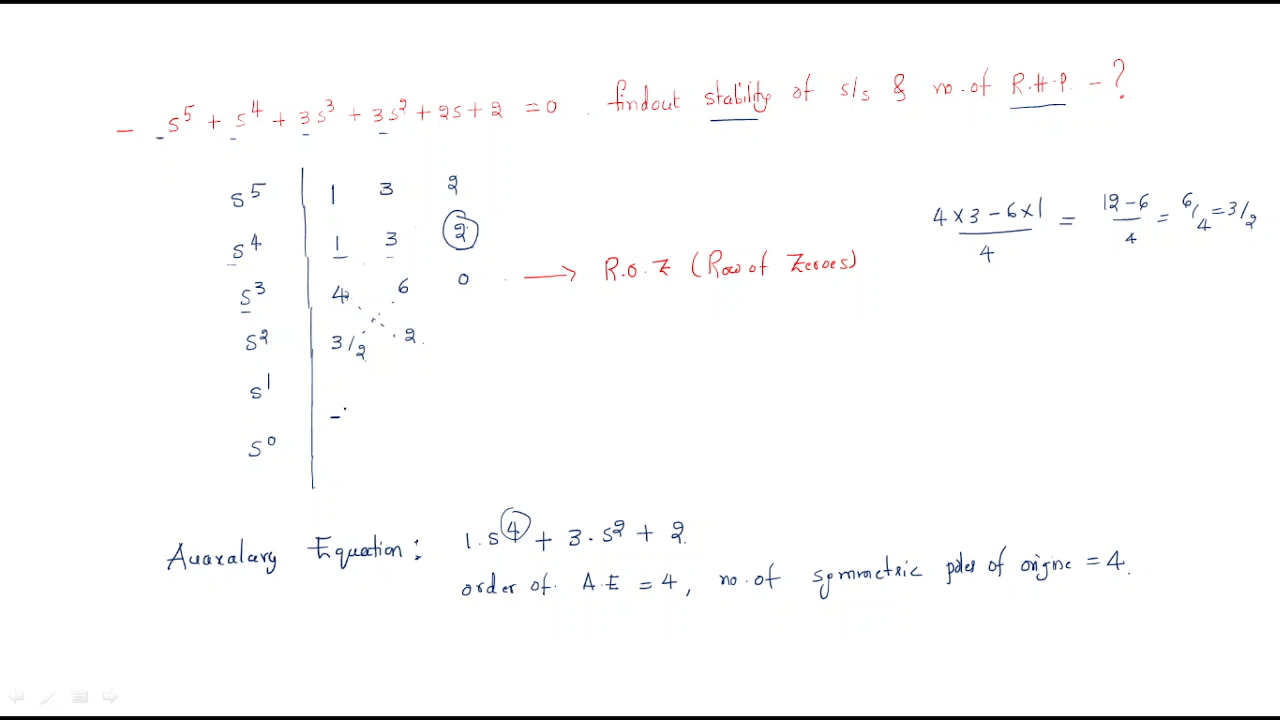 - s⁵ + s⁴ + 3s³ + 3s² + 2s + 2 = 0 . findout stability of s/s & no. of R.H.P. - ?
s⁵ 1 3 2
s⁴ 1 3 2
s³ 4 6 0 → R.O.Z (Row of Zeroes)
s² 3/2 2
s¹
s⁰
4×3 - 6×1 / 4 = 12 - 6 / 4 = 6/4 = 3/2
Auaxalary Equation : 1.s⁴ + 3.s² + 2
order of. A.E = 4, no. of symmetric poles of origine = 4.